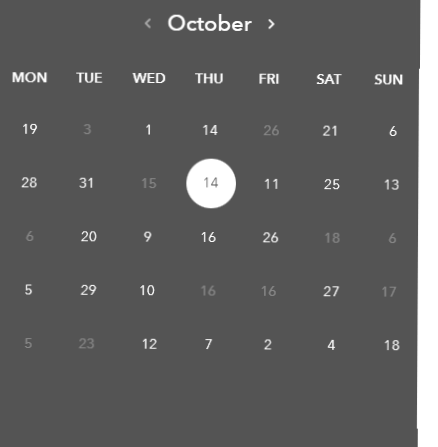 ‹ October ›
MON TUE WED THU FRI SAT SUN
19 3 1 14 26 21 6
28 31 15 14 11 25 13
6 20 9 16 26 18 6
5 29 10 16 16 27 17
5 23 12 7 2 4 18